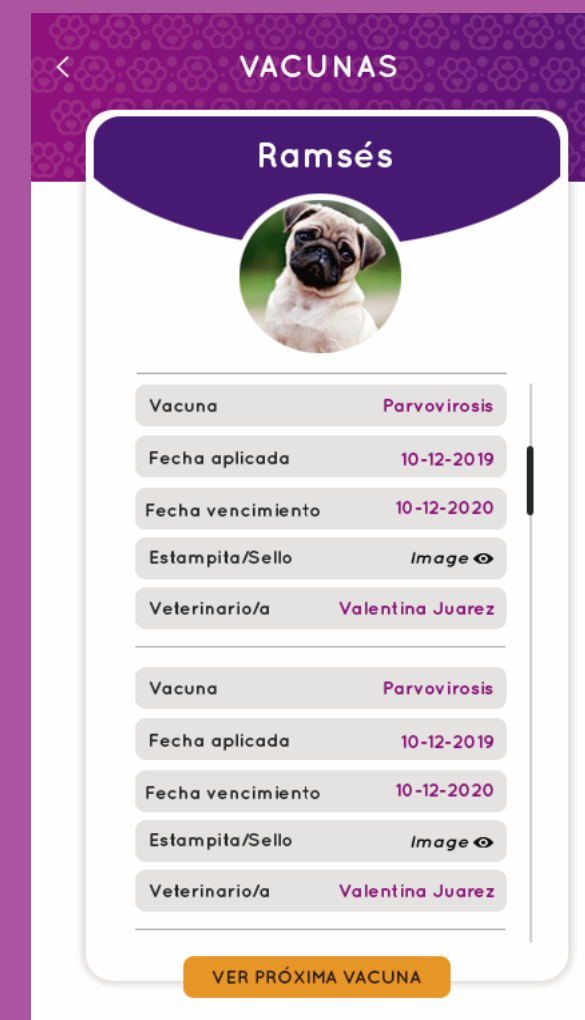 VACUNAS
Ramsés
Vacuna Parvovirosis
Fecha aplicada 10-12-2019
Fecha vencimiento 10-12-2020
Estampita/Sello Image
Veterinario/a Valentina Juarez
Vacuna Parvovirosis
Fecha aplicada 10-12-2019
Fecha vencimiento 10-12-2020
Estampita/Sello Image
Veterinario/a Valentina Juarez
VER PRÓXIMA VACUNA